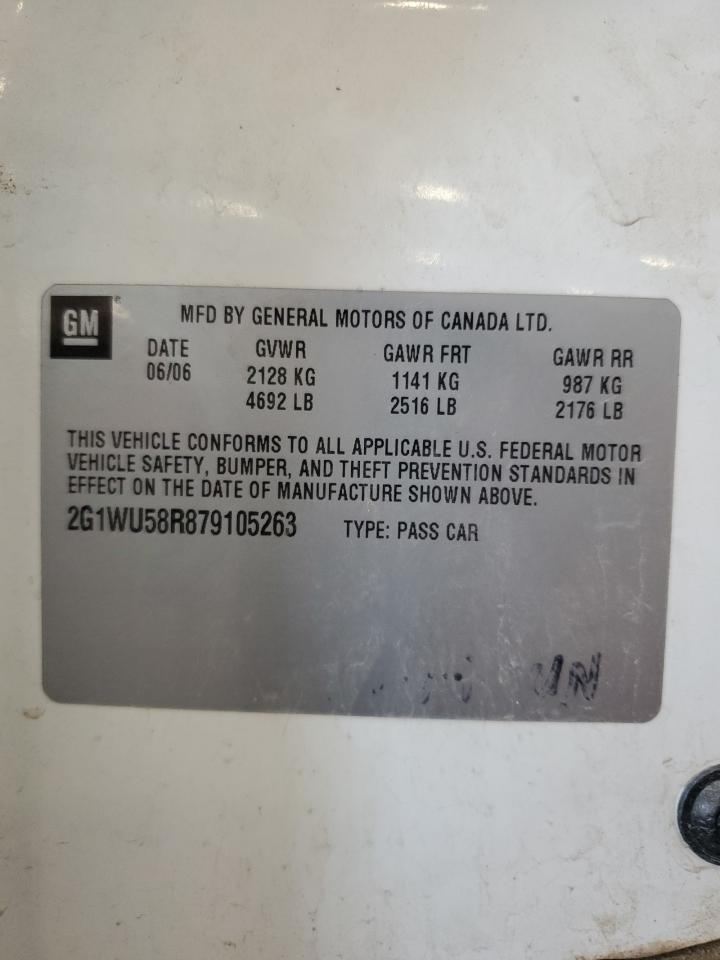 GM
MFD BY GENERAL MOTORS OF CANADA LTD.
DATE GVWR GAWR FRT GAWR RR
06/06 2128 KG 1141 KG 987 KG
4692 LB 2516 LB 2176 LB
THIS VEHICLE CONFORMS TO ALL APPLICABLE U.S. FEDERAL MOTOR
VEHICLE SAFETY, BUMPER, AND THEFT PREVENTION STANDARDS IN
EFFECT ON THE DATE OF MANUFACTURE SHOWN ABOVE.
2G1WU58R879105263 TYPE: PASS CAR